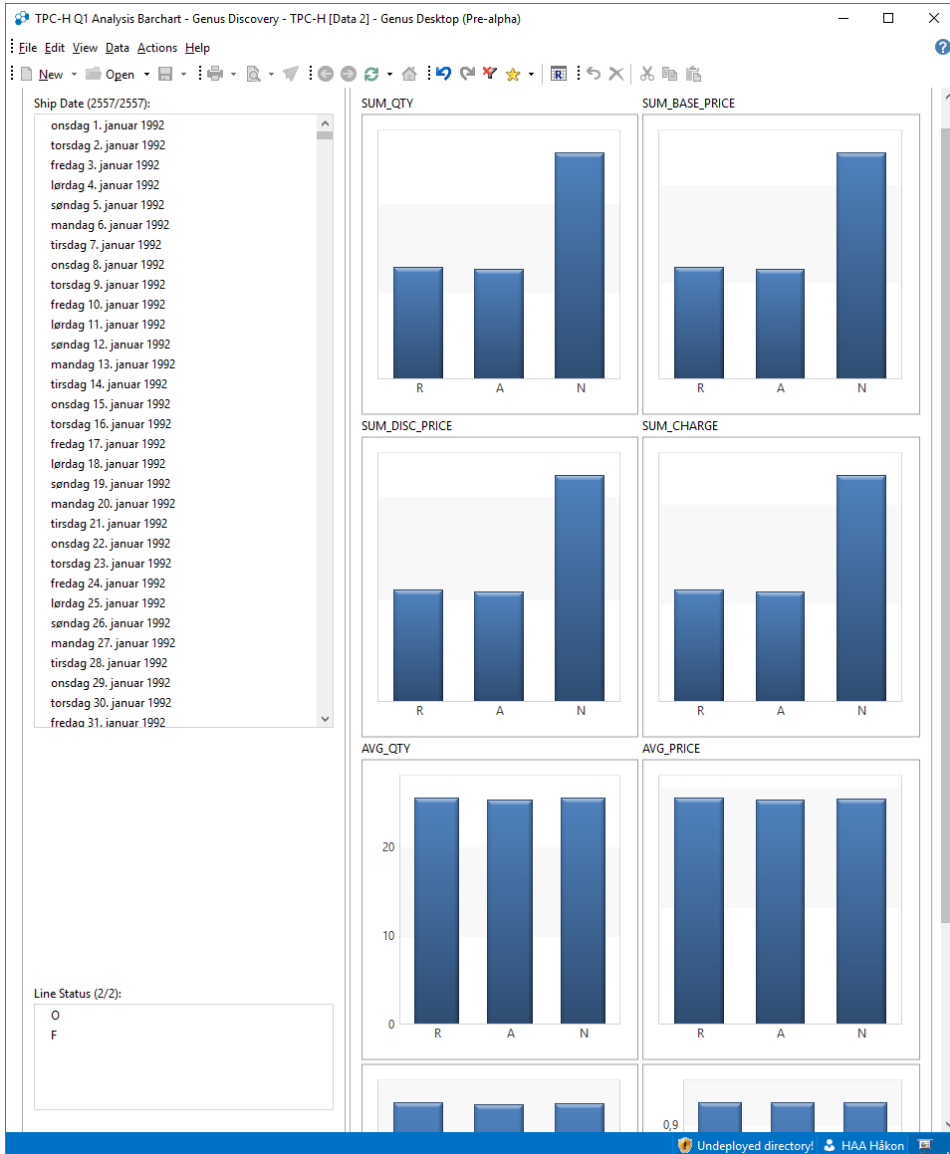 TPC-H Q1 Analysis Barchart - Genus Discovery - TPC-H [Data 2] - Genus Desktop (Pre-alpha)
File Edit View Data Actions Help
New Open
Ship Date (2557/2557):
onsdag 1. januar 1992
torsdag 2. januar 1992
fredag 3. januar 1992
lørdag 4. januar 1992
søndag 5. januar 1992
mandag 6. januar 1992
tirsdag 7. januar 1992
onsdag 8. januar 1992
torsdag 9. januar 1992
fredag 10. januar 1992
lørdag 11. januar 1992
søndag 12. januar 1992
mandag 13. januar 1992
tirsdag 14. januar 1992
onsdag 15. januar 1992
torsdag 16. januar 1992
fredag 17. januar 1992
lørdag 18. januar 1992
søndag 19. januar 1992
mandag 20. januar 1992
tirsdag 21. januar 1992
onsdag 22. januar 1992
torsdag 23. januar 1992
fredag 24. januar 1992
lørdag 25. januar 1992
søndag 26. januar 1992
mandag 27. januar 1992
tirsdag 28. januar 1992
onsdag 29. januar 1992
torsdag 30. januar 1992
fredag 31. januar 1992
Line Status (2/2):
O
F
SUM_QTY
R A N
SUM_BASE_PRICE
R A N
SUM_DISC_PRICE
R A N
SUM_CHARGE
R A N
AVG_QTY
20
10
0
R A N
AVG_PRICE
R A N
0,9
Undeployed directory! HAA Håkon